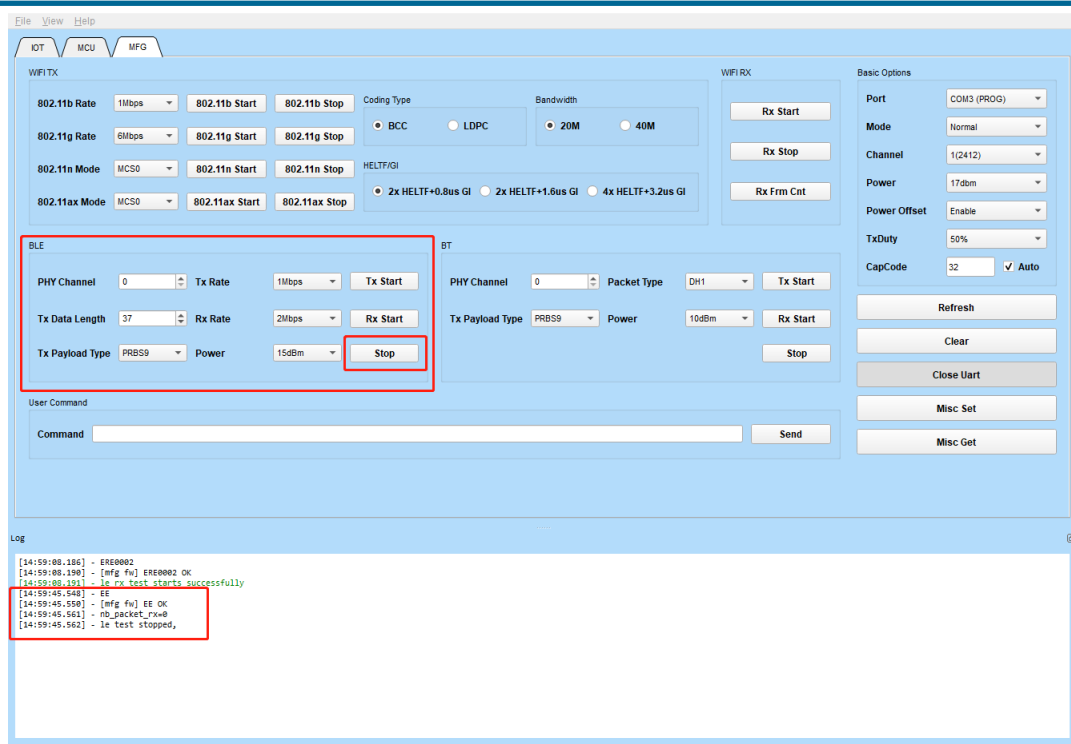 File View Help
IOT MCU MFG
WIFI TX
802.11b Rate 1Mbps 802.11b Start 802.11b Stop
802.11g Rate 6Mbps 802.11g Start 802.11g Stop
802.11n Mode MCS0 802.11n Start 802.11n Stop
802.11ax Mode MCS0 802.11ax Start 802.11ax Stop
Coding Type
BCC LDPC
Bandwidth
20M 40M
HELTF/GI
2x HELTF+0.8us GI 2x HELTF+1.6us GI 4x HELTF+3.2us GI
WIFI RX
Rx Start
Rx Stop
Rx Frm Cnt
Basic Options
Port COM3 (PROG)
Mode Normal
Channel 1(2412)
Power 17dbm
Power Offset Enable
TxDuty 50%
CapCode 32 Auto
Refresh
Clear
Close Uart
Misc Set
Misc Get
BLE
PHY Channel 0 Tx Rate 1Mbps Tx Start
Tx Data Length 37 Rx Rate 2Mbps Rx Start
Tx Payload Type PRBS9 Power 15dBm Stop
BT
PHY Channel 0 Packet Type DH1 Tx Start
Tx Payload Type PRBS9 Power 10dBm Rx Start
Stop
User Command
Command Send
Log
[14:59:08.186] - ERE0002
[14:59:08.190] - [mfg fw] ERE0002 OK
[14:59:08.191] - le rx test starts successfully
[14:59:45.548] - EE
[14:59:45.550] - [mfg fw] EE OK
[14:59:45.561] - nb_packet_rx=0
[14:59:45.562] - le test stopped,